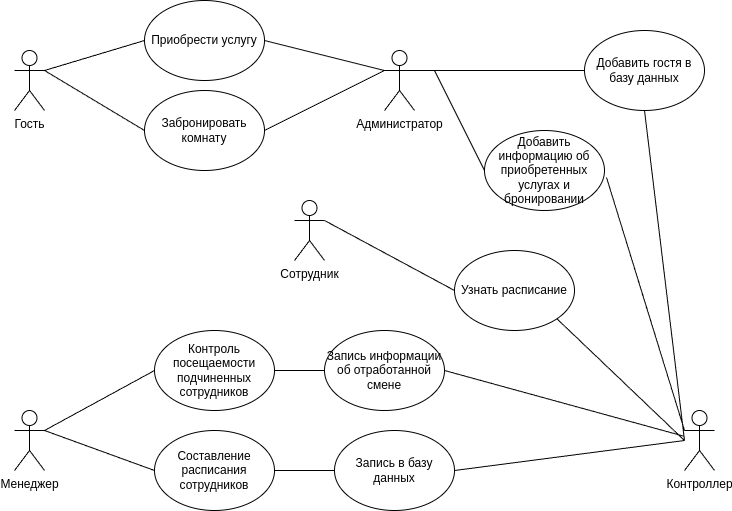 Приобрести услугу
Гость
Забронировать
комнату
Администратор
Добавить гостя в
базу данных
Добавить
информацию об
приобретенных
услугах и
бронировании
Сотрудник
Узнать расписание
Контроль
посещаемости
подчиненных
сотрудников
Запись информации
об отработанной
смене
Менеджер
Составление
расписания
сотрудников
Запись в базу
данных
Контроллер